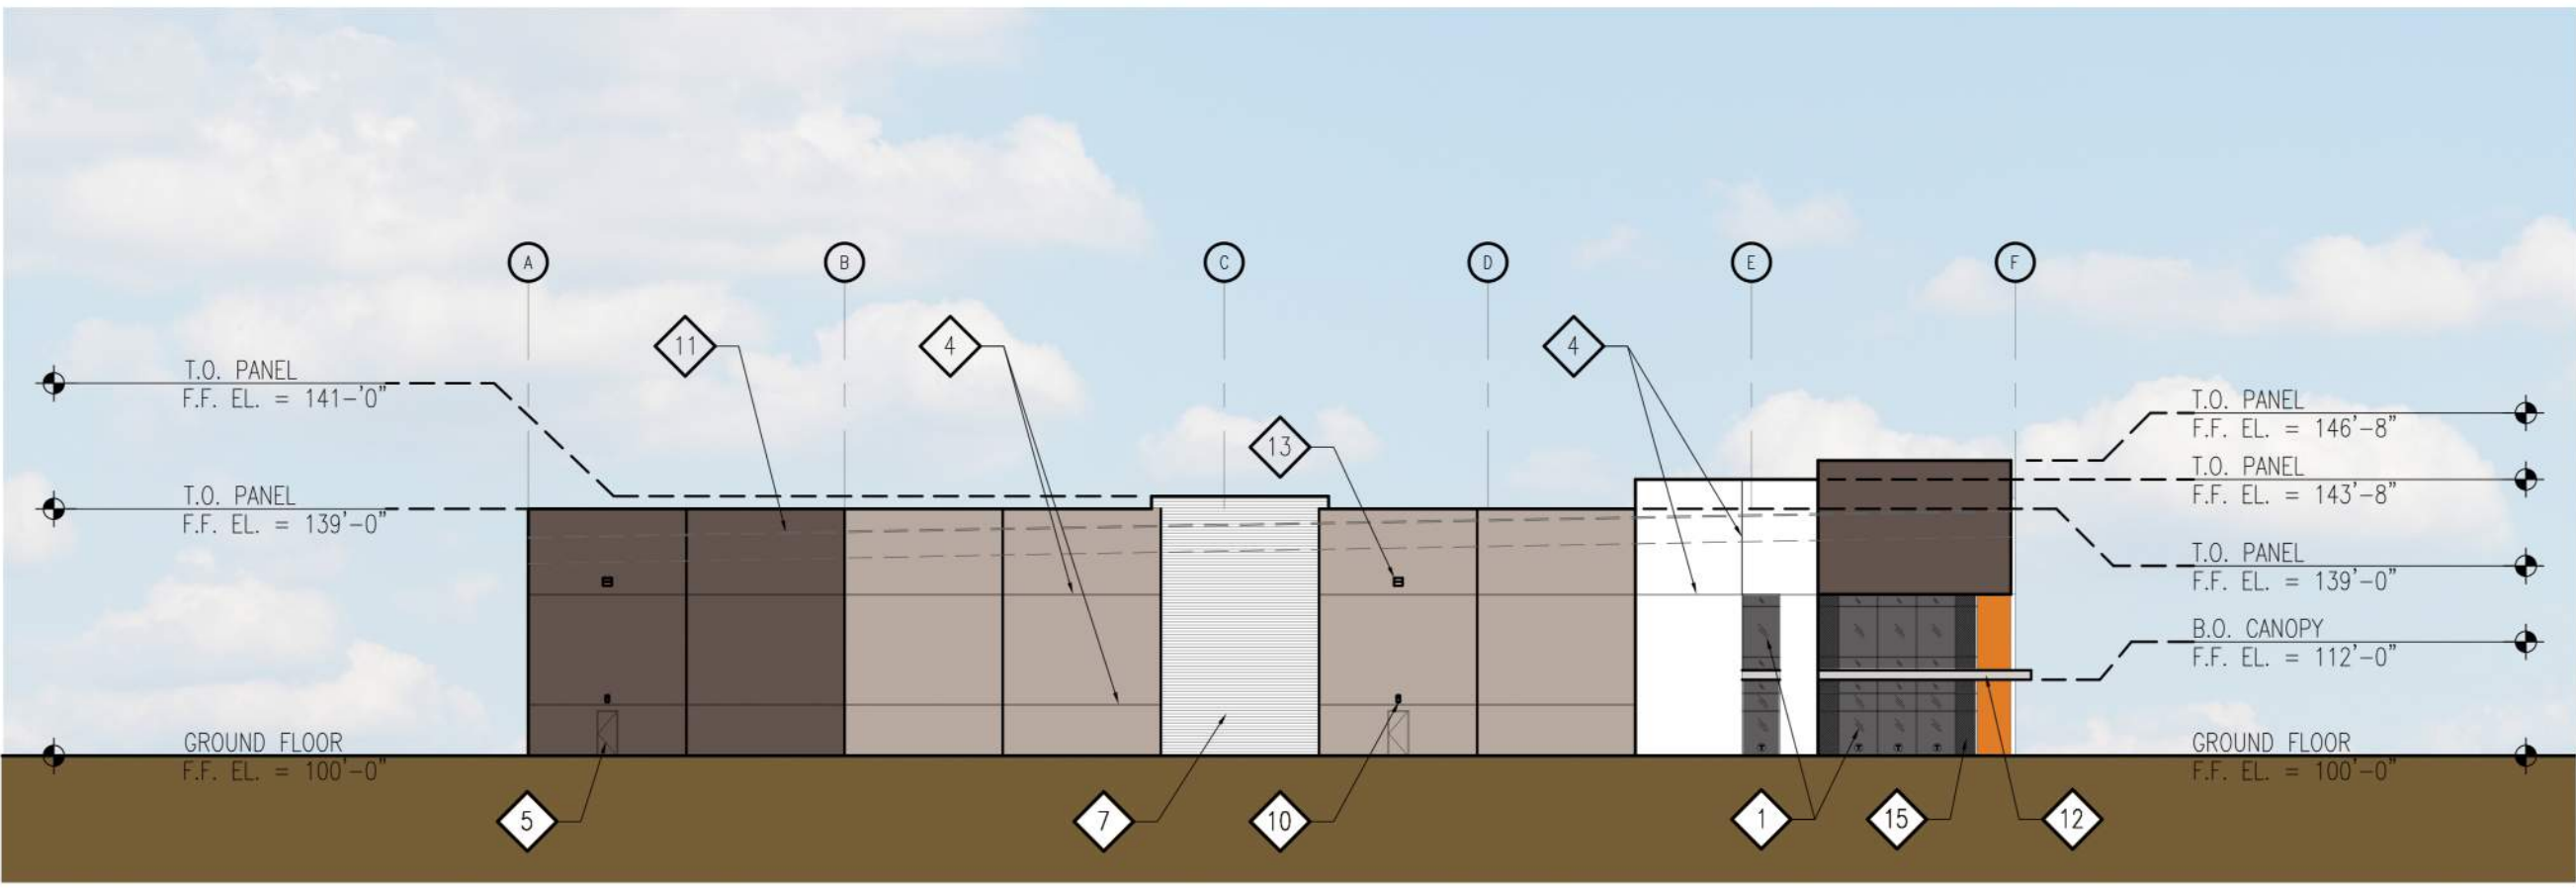 A
B
C
D
E
F
11
4
4
13
T.O. PANEL
F.F. EL. = 141-'0"
T.O. PANEL
F.F. EL. = 139'-0"
GROUND FLOOR
F.F. EL. = 100'-0"
T.O. PANEL
F.F. EL. = 146'-8"
T.O. PANEL
F.F. EL. = 143'-8"
T.O. PANEL
F.F. EL. = 139'-0"
B.O. CANOPY
F.F. EL. = 112'-0"
GROUND FLOOR
F.F. EL. = 100'-0"
5
7
10
1
15
12